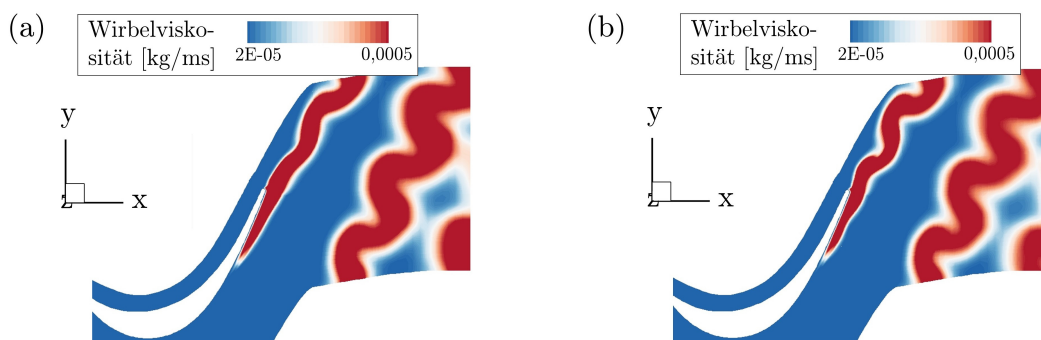 (a)
Wirbelvisko-
sität [kg/ms]
2E-05
0,0005
y
z
x
(b)
Wirbelvisko-
sität [kg/ms]
2E-05
0,0005
y
z
x